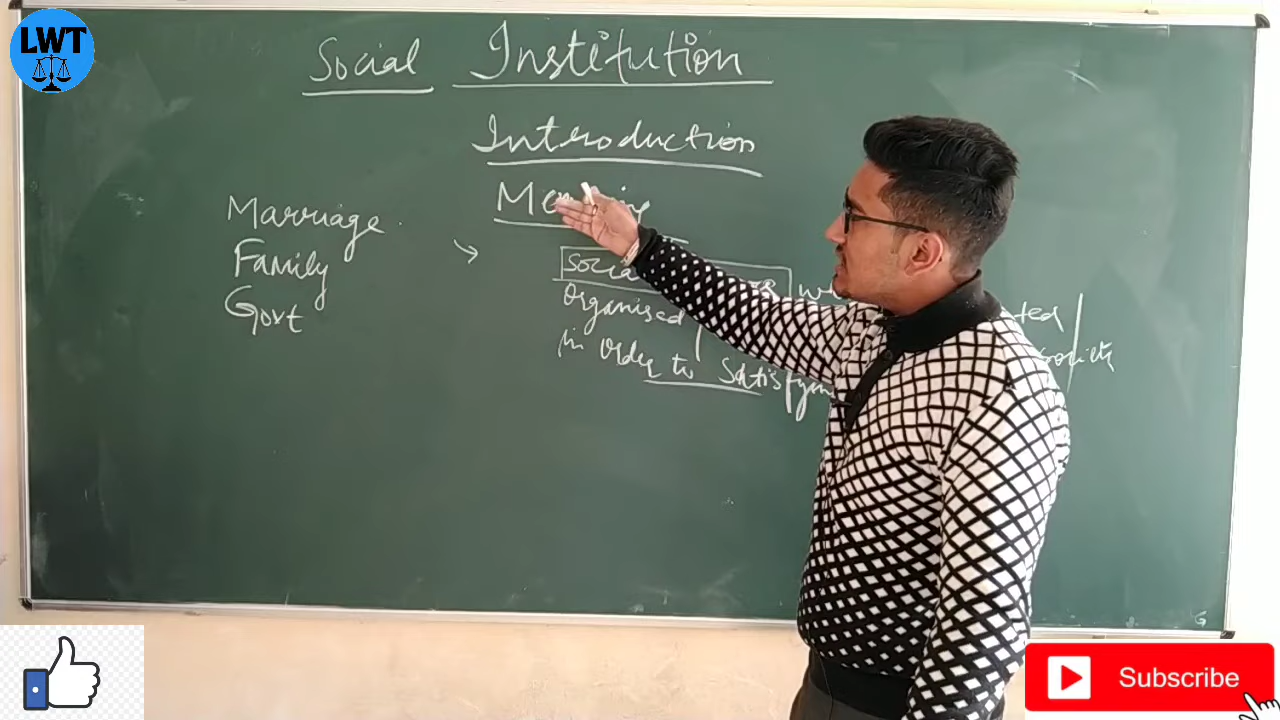 LWT
Social Institution
Introduction
Marriage
Family
Govt
Organised
in order to Satisfy
Subscribe